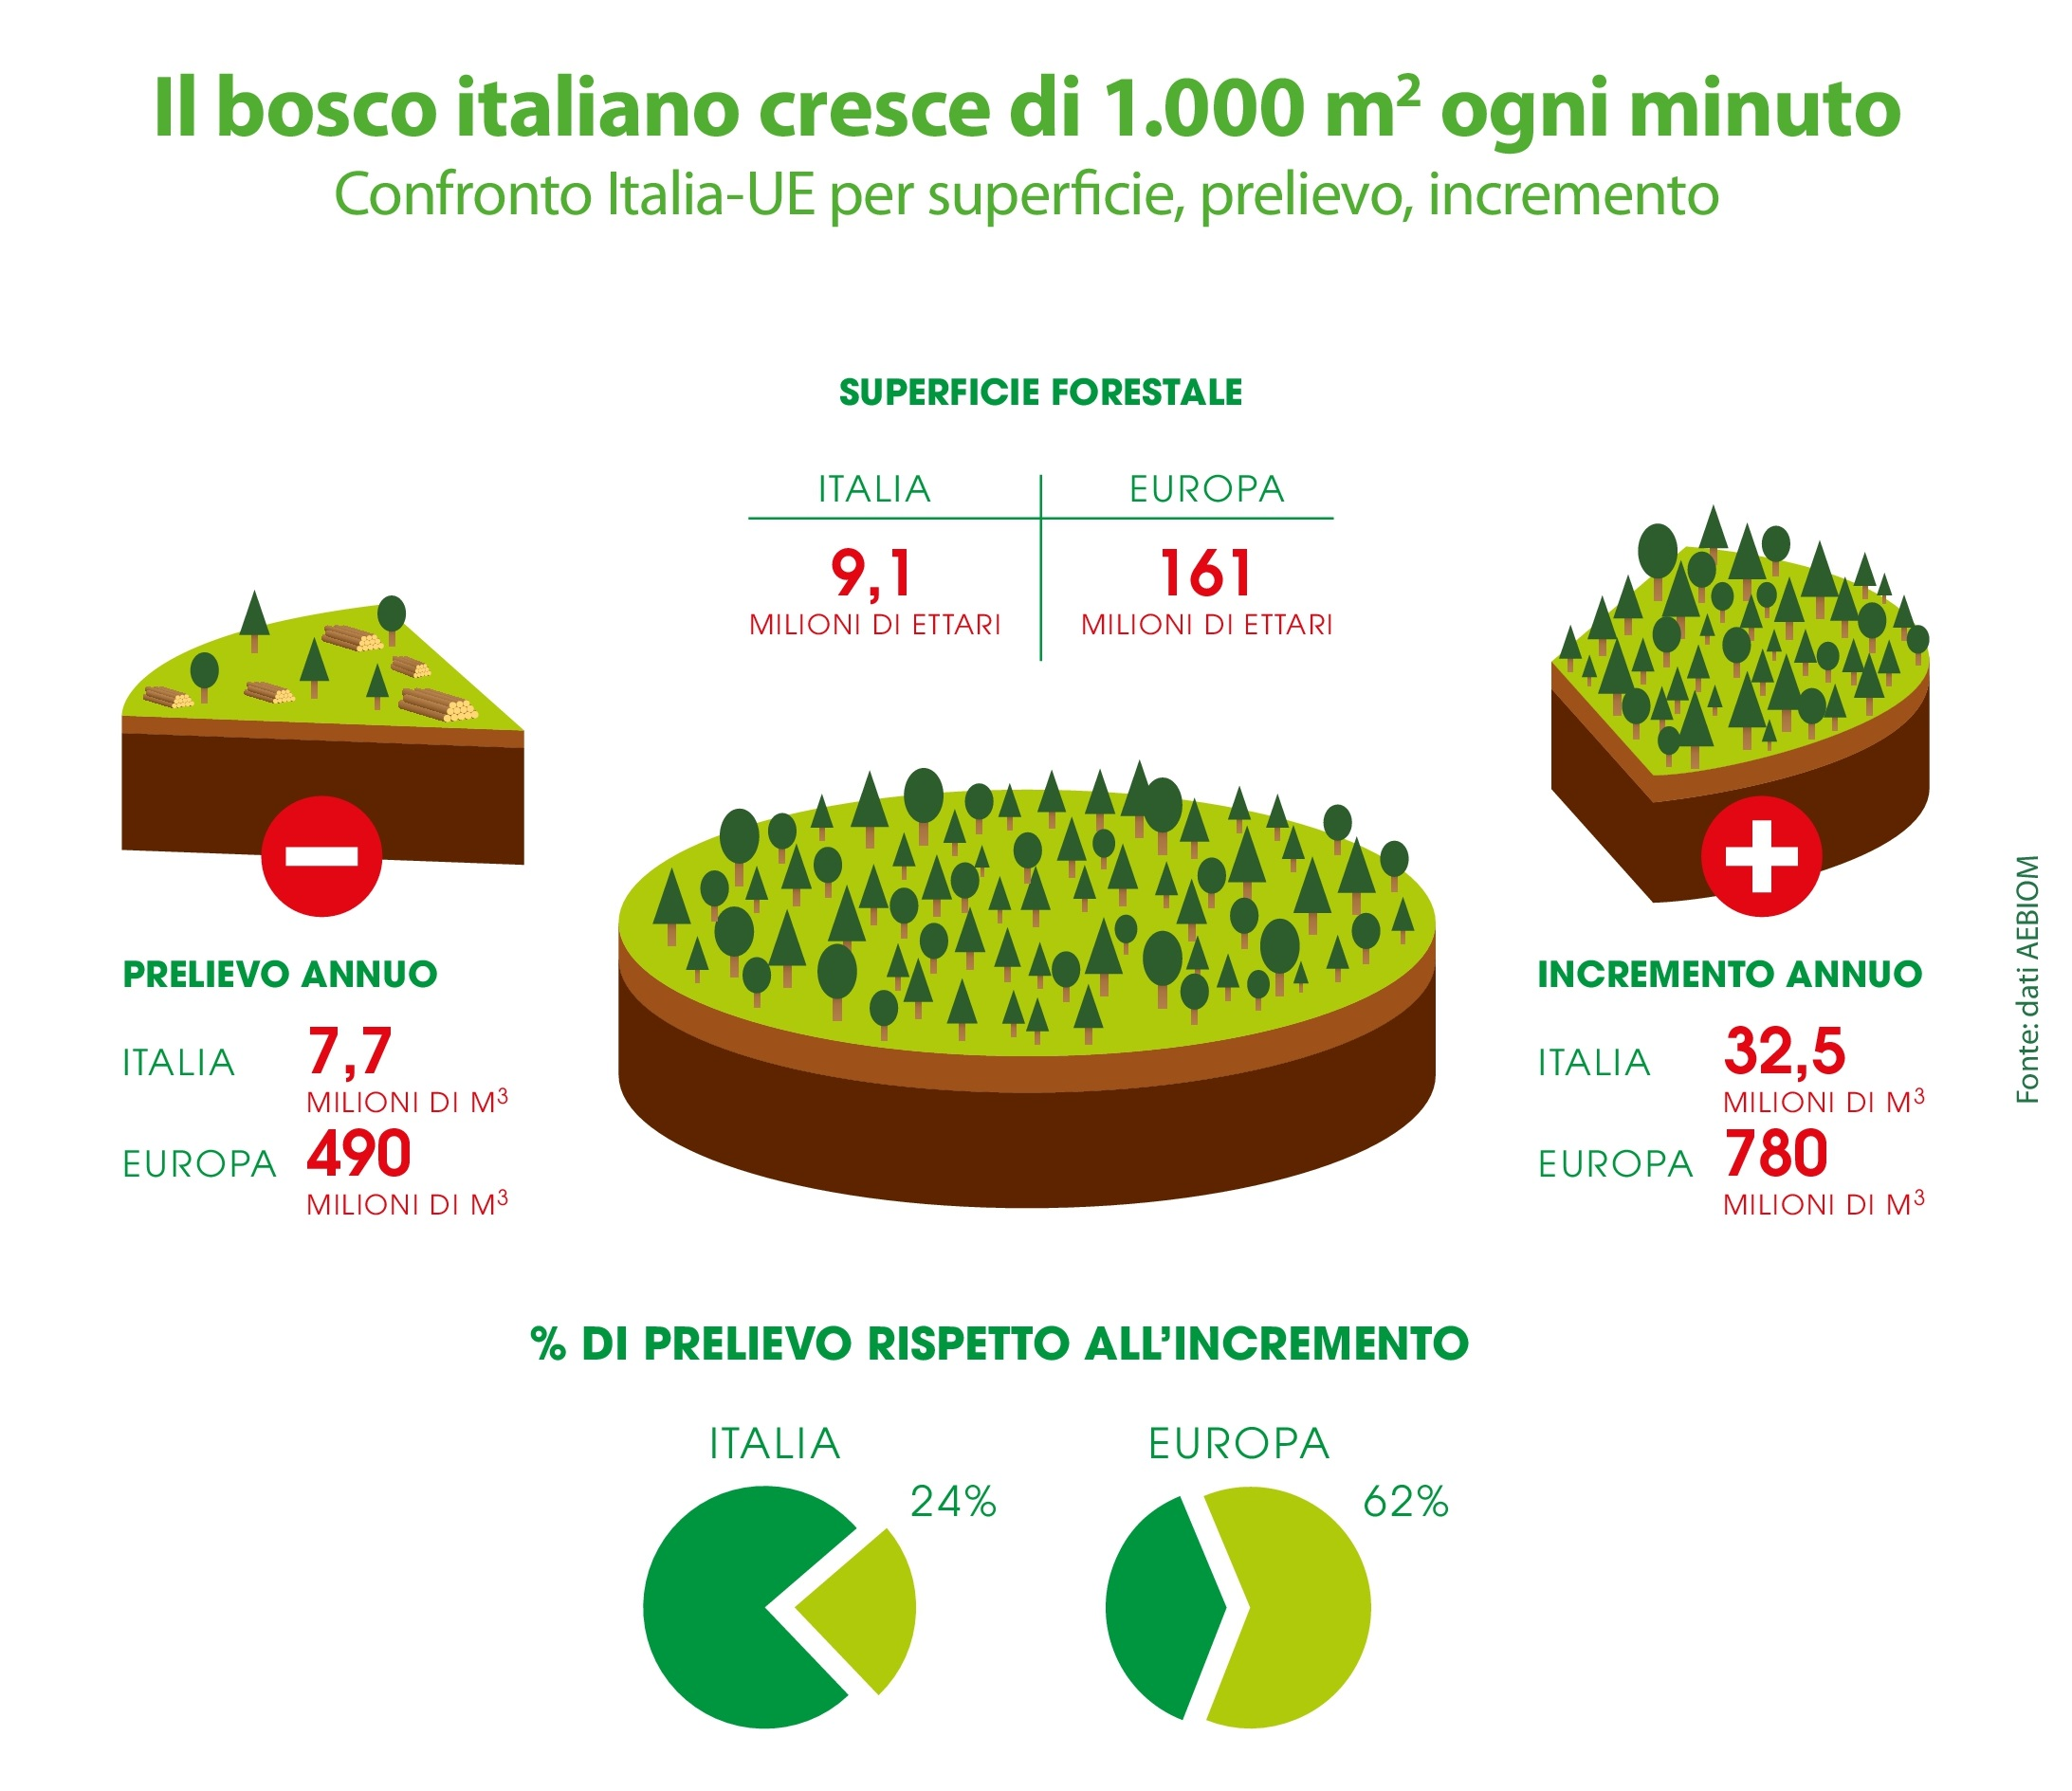 Il bosco italiano cresce di 1.000 m² ogni minuto
Confronto Italia-UE per superficie, prelievo, incremento
SUPERFICIE FORESTALE
ITALIA EUROPA
9,1 161
MILIONI DI ETTARI MILIONI DI ETTARI
PRELIEVO ANNUO
ITALIA 7,7
MILIONI DI M³
EUROPA 490
MILIONI DI M³
INCREMENTO ANNUO
ITALIA 32,5
MILIONI DI M³
EUROPA 780
MILIONI DI M³
Fonte: dati AEBIOM
% DI PRELIEVO RISPETTO ALL’INCREMENTO
ITALIA EUROPA
24% 62%